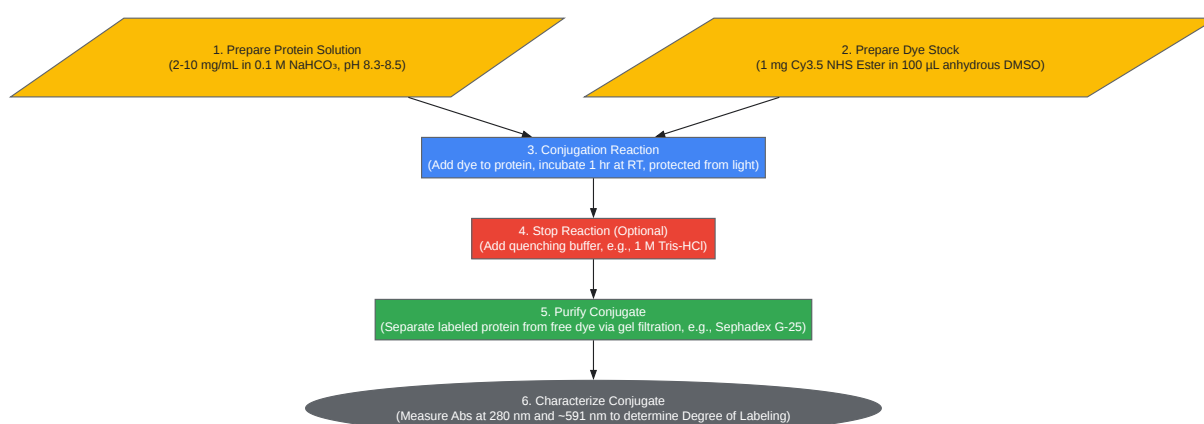 1. Prepare Protein Solution
(2-10 mg/mL in 0.1 M NaHCO₃, pH 8.3-8.5)
2. Prepare Dye Stock
(1 mg Cy3.5 NHS Ester in 100 µL anhydrous DMSO)
3. Conjugation Reaction
(Add dye to protein, incubate 1 hr at RT, protected from light)
4. Stop Reaction (Optional)
(Add quenching buffer, e.g., 1 M Tris-HCl)
5. Purify Conjugate
(Separate labeled protein from free dye via gel filtration, e.g., Sephadex G-25)
6. Characterize Conjugate
(Measure Abs at 280 nm and ~591 nm to determine Degree of Labeling)